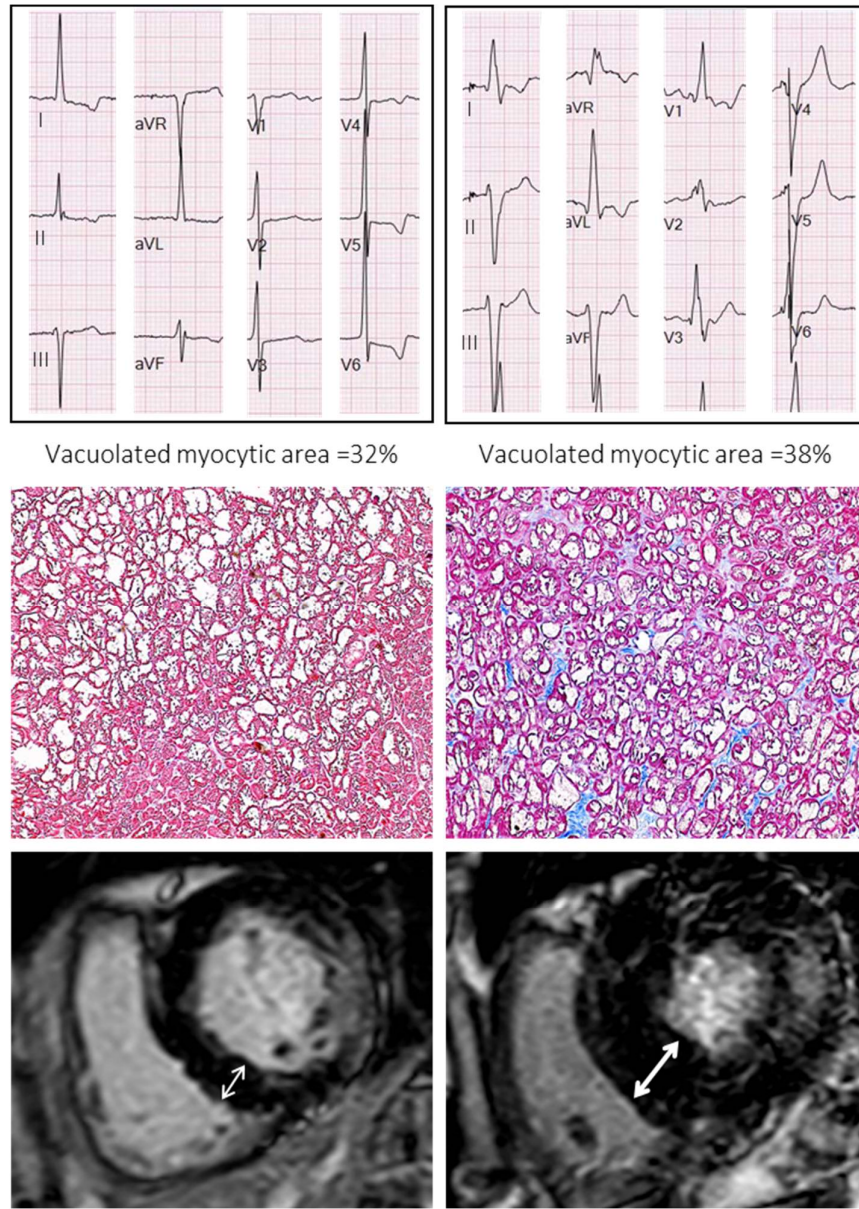 I
aVR
V1
V4
II
aVL
V2
V5
III
aVF
V3
V6
I
aVR
V1
V4
II
aVL
V2
V5
III
aVF
V3
V6
Vacuolated myocytic area =32%
Vacuolated myocytic area =38%